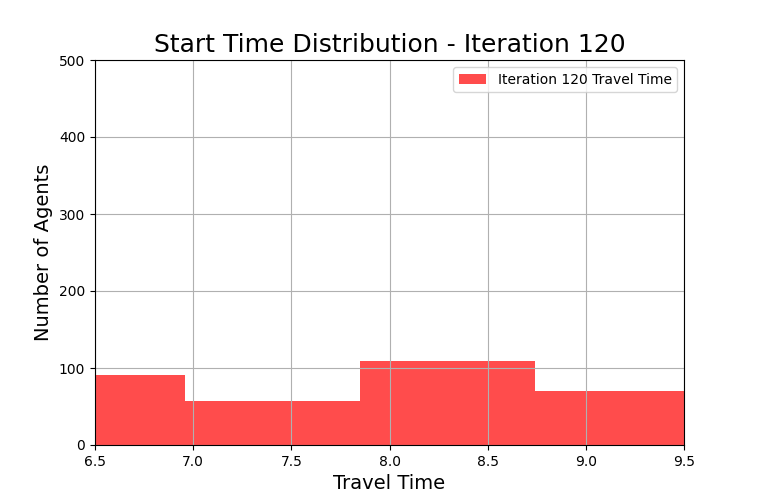 Start Time Distribution - Iteration 120
Iteration 120 Travel Time
Number of Agents
500
400
300
200
100
0
6.5 7.0 7.5 8.0 8.5 9.0 9.5
Travel Time